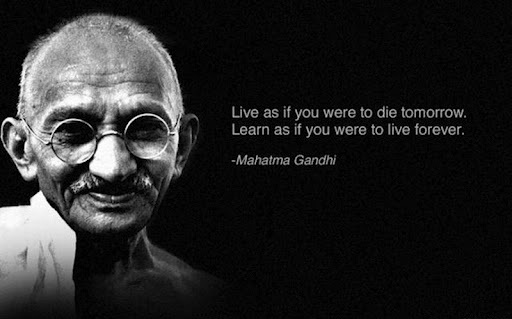 Live as if you were to die tomorrow.
Learn as if you were to live forever.
-Mahatma Gandhi